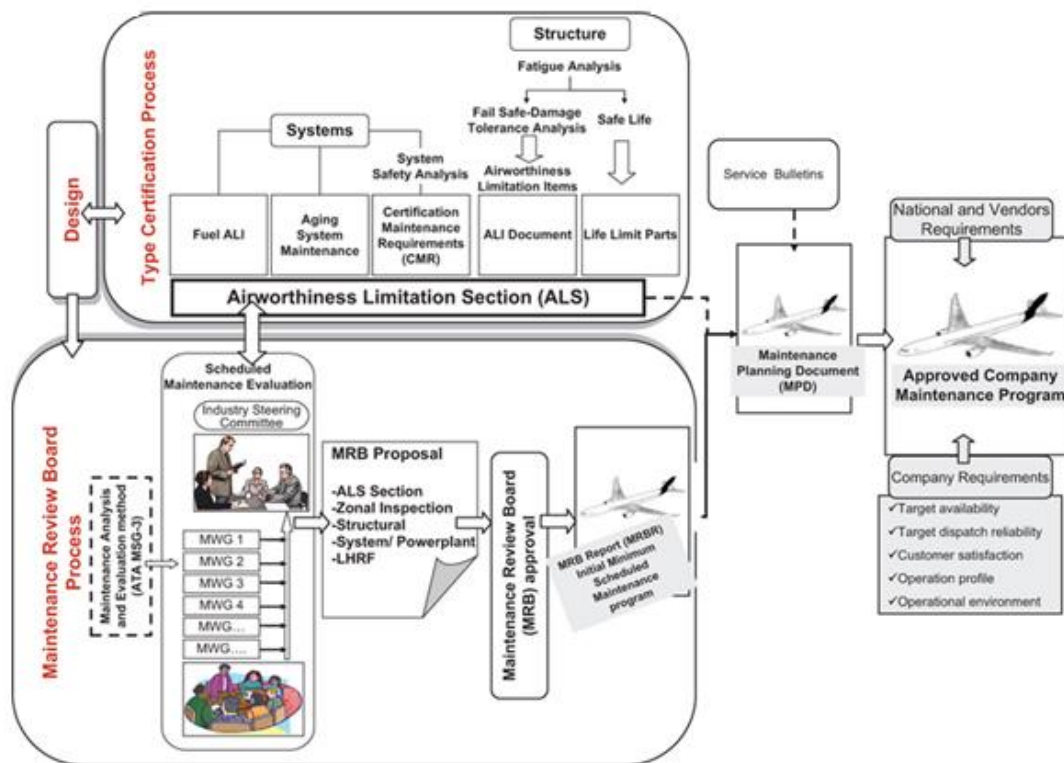 Type Certification Process
Structure
Fatigue Analysis
Fail Safe-Damage
Tolerance Analysis
Safe Life
Systems
System
Safety Analysis
Airworthiness
Limitation Items
Fuel ALI
Aging
System
Maintenance
Certification
Maintenance
Requirements
(CMR)
ALI Document
Life Limit Parts
Airworthiness Limitation Section (ALS)
Design
Service Bulletins
National and Vendors
Requirements
Maintenance
Planning Document
(MPD)
Approved Company
Maintenance Program
Company Requirements
✓Target availability
✓Target dispatch reliability
✓Customer satisfaction
✓Operation profile
✓Operational environment
Maintenance Review Board
Process
Maintenance Analysis
and Evaluation method
(ATA MSG-3)
Scheduled
Maintenance Evaluation
Industry Steering
Committee
MWG 1
MWG 2
MWG 3
MWG 4
MWG...
MWG....
MRB Proposal
-ALS Section
-Zonal Inspection
-Structural
-System/ Powerplant
-LHRF
Maintenance Review Board
(MRB) approval
MRB Report (MRBR)
Initial Minimum
Scheduled
Maintenance
program